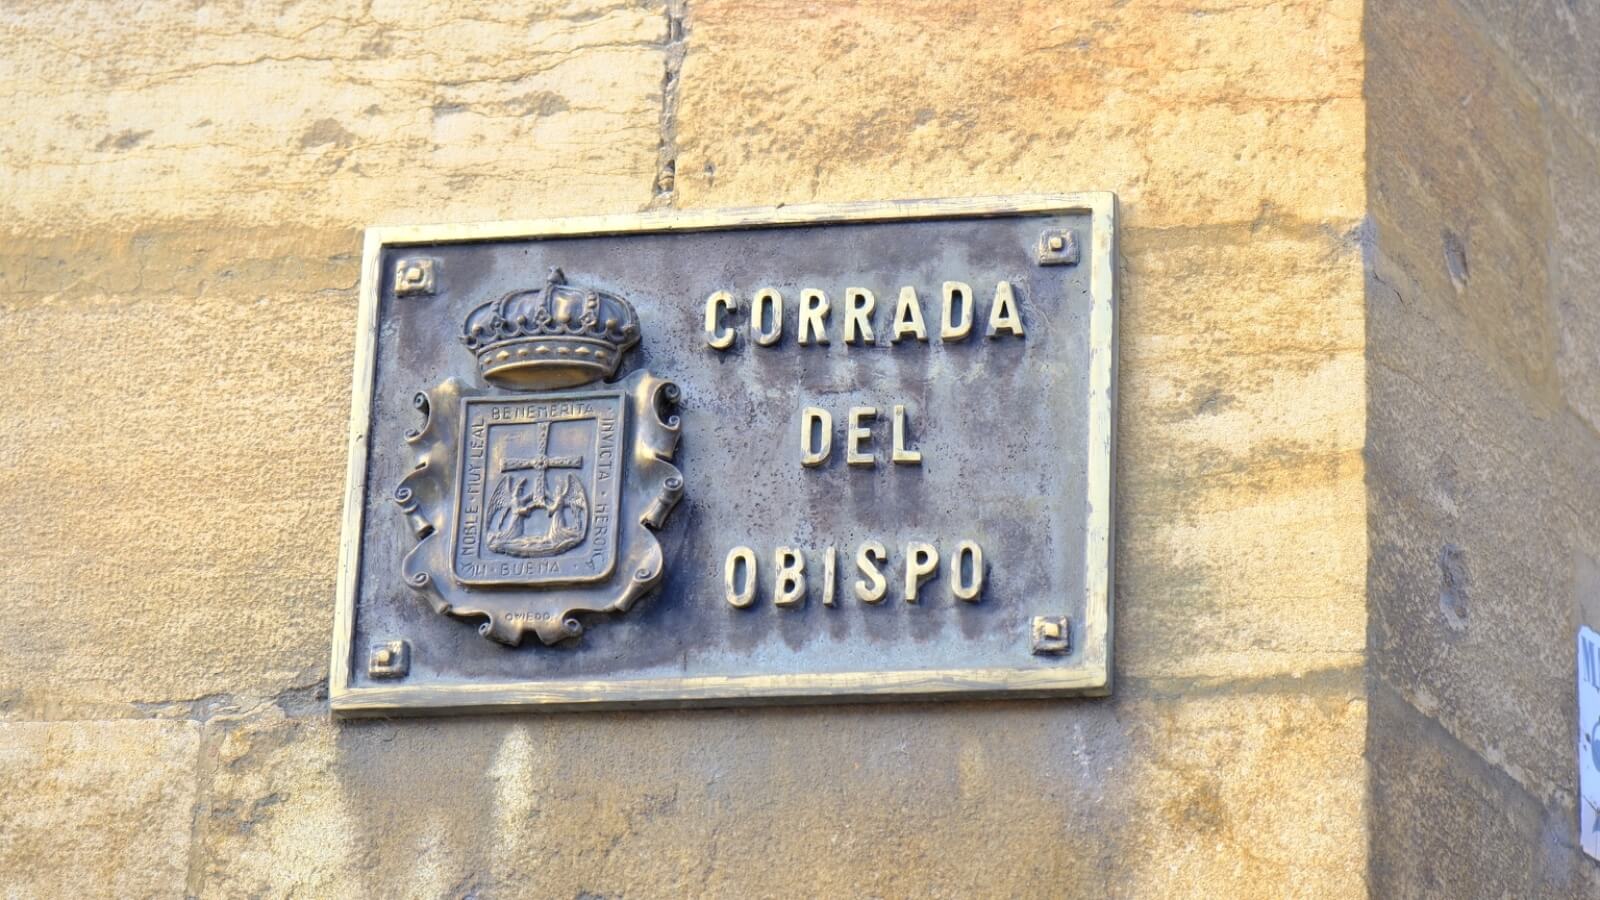 BENEMERITA · INVICTA · HEROICA
Y NOBLE · MUY LEAL
BUENA
OVIEDO
CORRADA
DEL
OBISPO